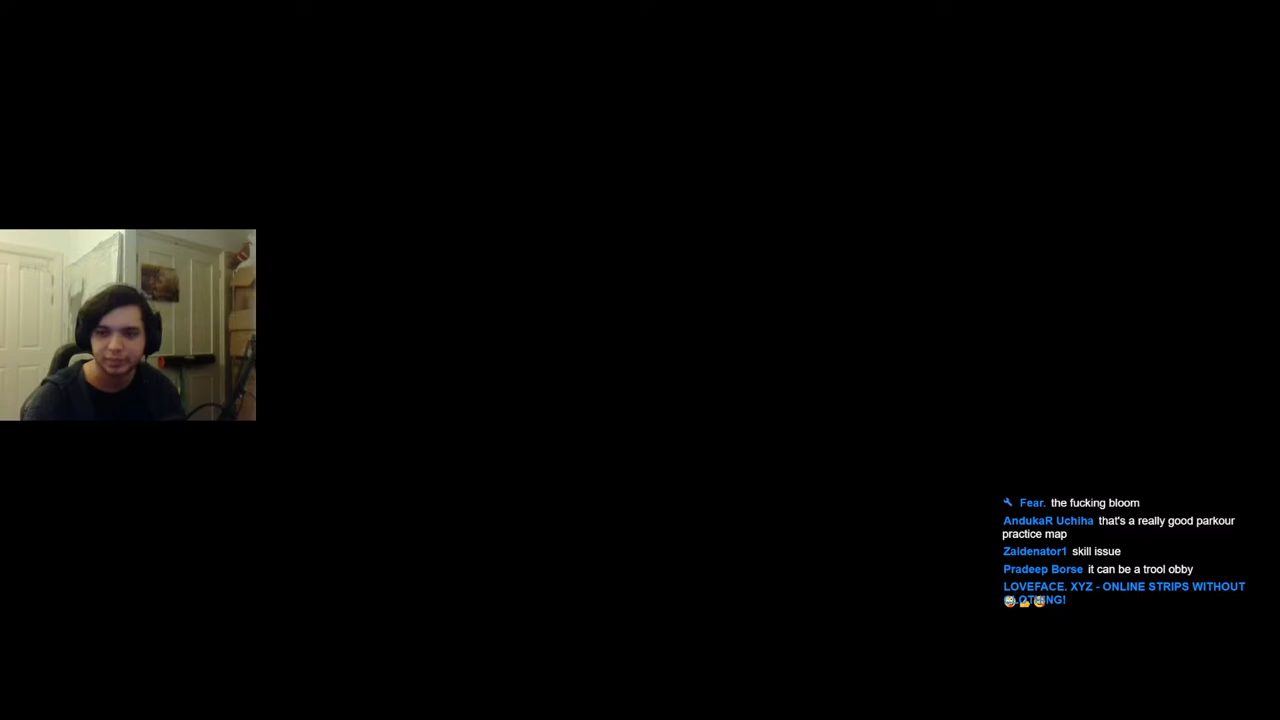 Fear. the fucking bloom
AndukaR Uchiha that's a really good parkour
practice map
Zaidenator1 skill issue
Pradeep Borse it can be a trool obby
LOVEFACE. XYZ - ONLINE STRIPS WITHOUT
CLOTHING!